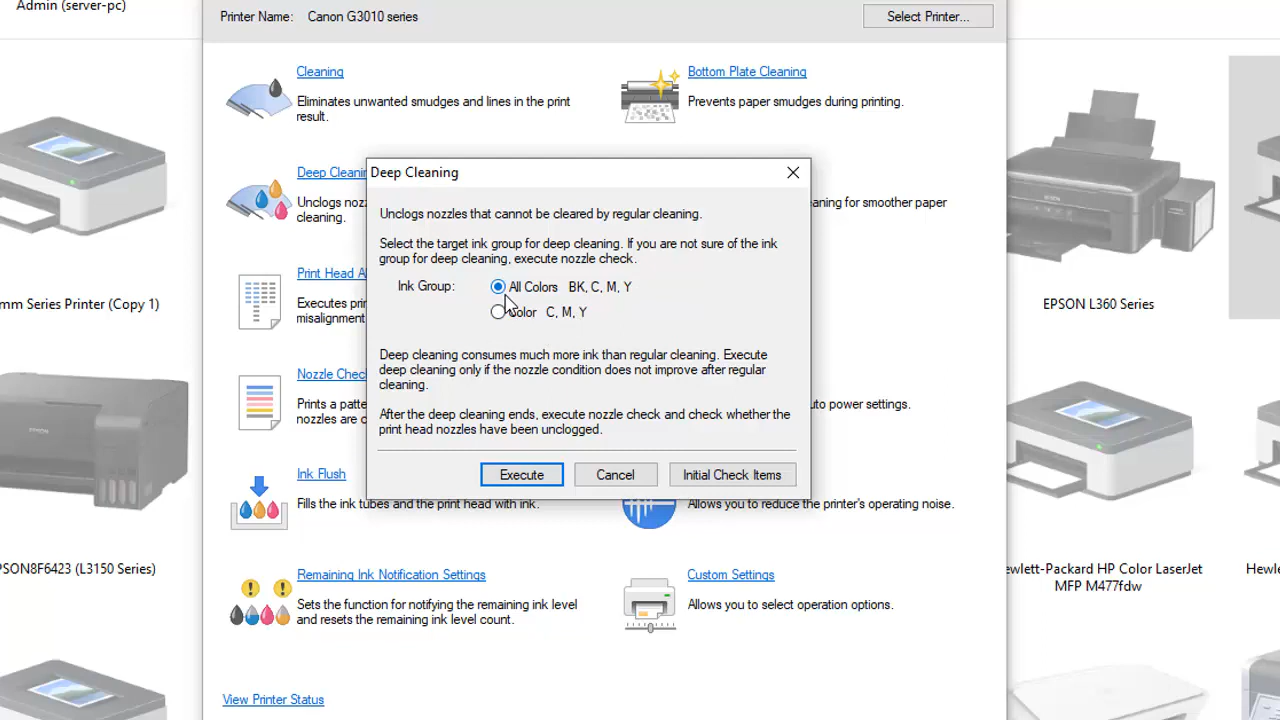 Admin (server-pc)
Printer Name: Canon G3010 series
Select Printer...
Cleaning
Eliminates unwanted smudges and lines in the print
result.
Bottom Plate Cleaning
Prevents paper smudges during printing.
Deep Cleanin
Unclogs noz
cleaning.
aning for smoother paper
Deep Cleaning
Unclogs nozzles that cannot be cleared by regular cleaning.
Select the target ink group for deep cleaning. If you are not sure of the ink
group for deep cleaning, execute nozzle check.
Ink Group:
All Colors BK, C, M, Y
Color C, M, Y
Deep cleaning consumes much more ink than regular cleaning. Execute
deep cleaning only if the nozzle condition does not improve after regular
cleaning.
After the deep cleaning ends, execute nozzle check and check whether the
print head nozzles have been unclogged.
Execute
Cancel
Initial Check Items
Print Head A
Executes prin
misalignment
mm Series Printer (Copy 1)
EPSON L360 Series
Nozzle Chec
Prints a patte
nozzles are c
uto power settings.
Ink Flush
Fills the ink tubes and the print head with ink.
Allows you to reduce the printer's operating noise.
PSON8F6423 (L3150 Series)
ewlett-Packard HP Color LaserJet
MFP M477fdw
Hewle
Remaining Ink Notification Settings
Sets the function for notifying the remaining ink level
and resets the remaining ink level count.
Custom Settings
Allows you to select operation options.
View Printer Status